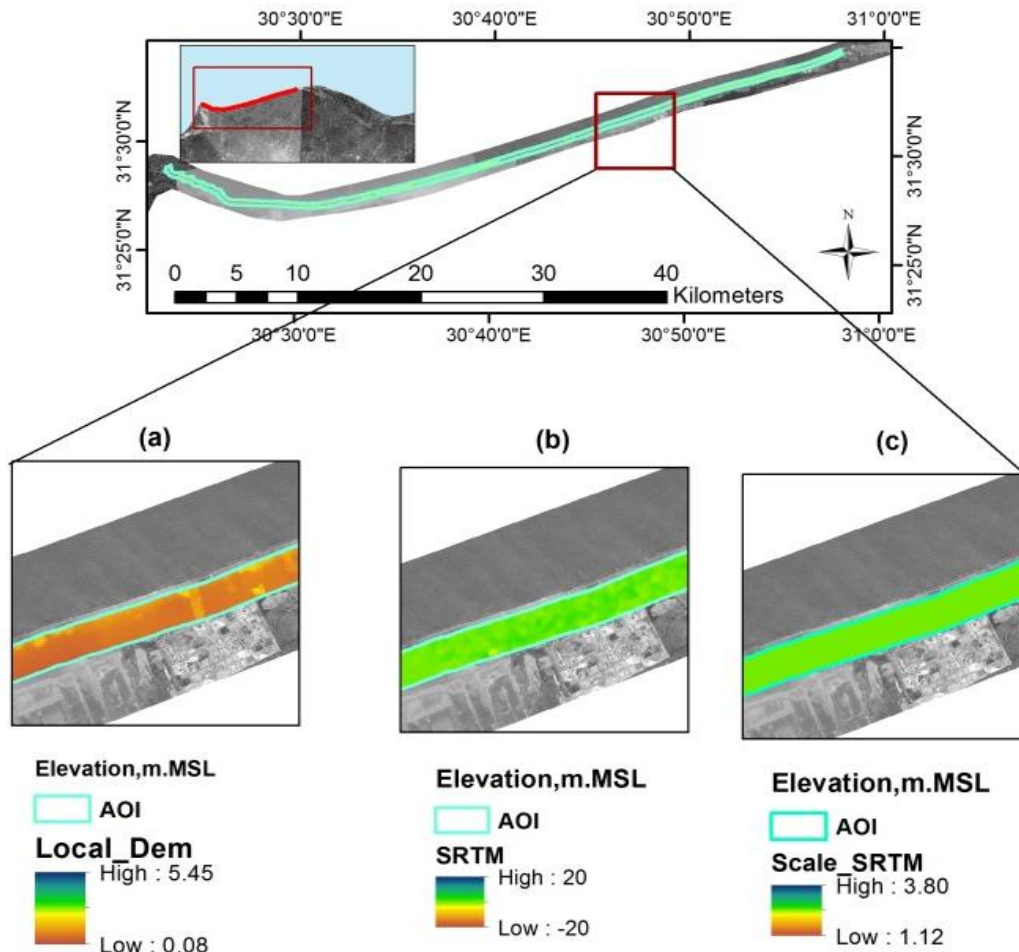 30°30'0"E 30°40'0"E 30°50'0"E 31°0'0"E
31°30'0"N
31°30'0"N
31°25'0"N
31°25'0"N
N
0 5 10 20 30 40
Kilometers
30°30'0"E 30°40'0"E 30°50'0"E 31°0'0"E
(a) (b) (c)
Elevation,m.MSL
AOI
Local_Dem
High : 5.45
Low : 0.08
Elevation,m.MSL
AOI
SRTM
High : 20
Low : -20
Elevation,m.MSL
AOI
Scale_SRTM
High : 3.80
Low : 1.12